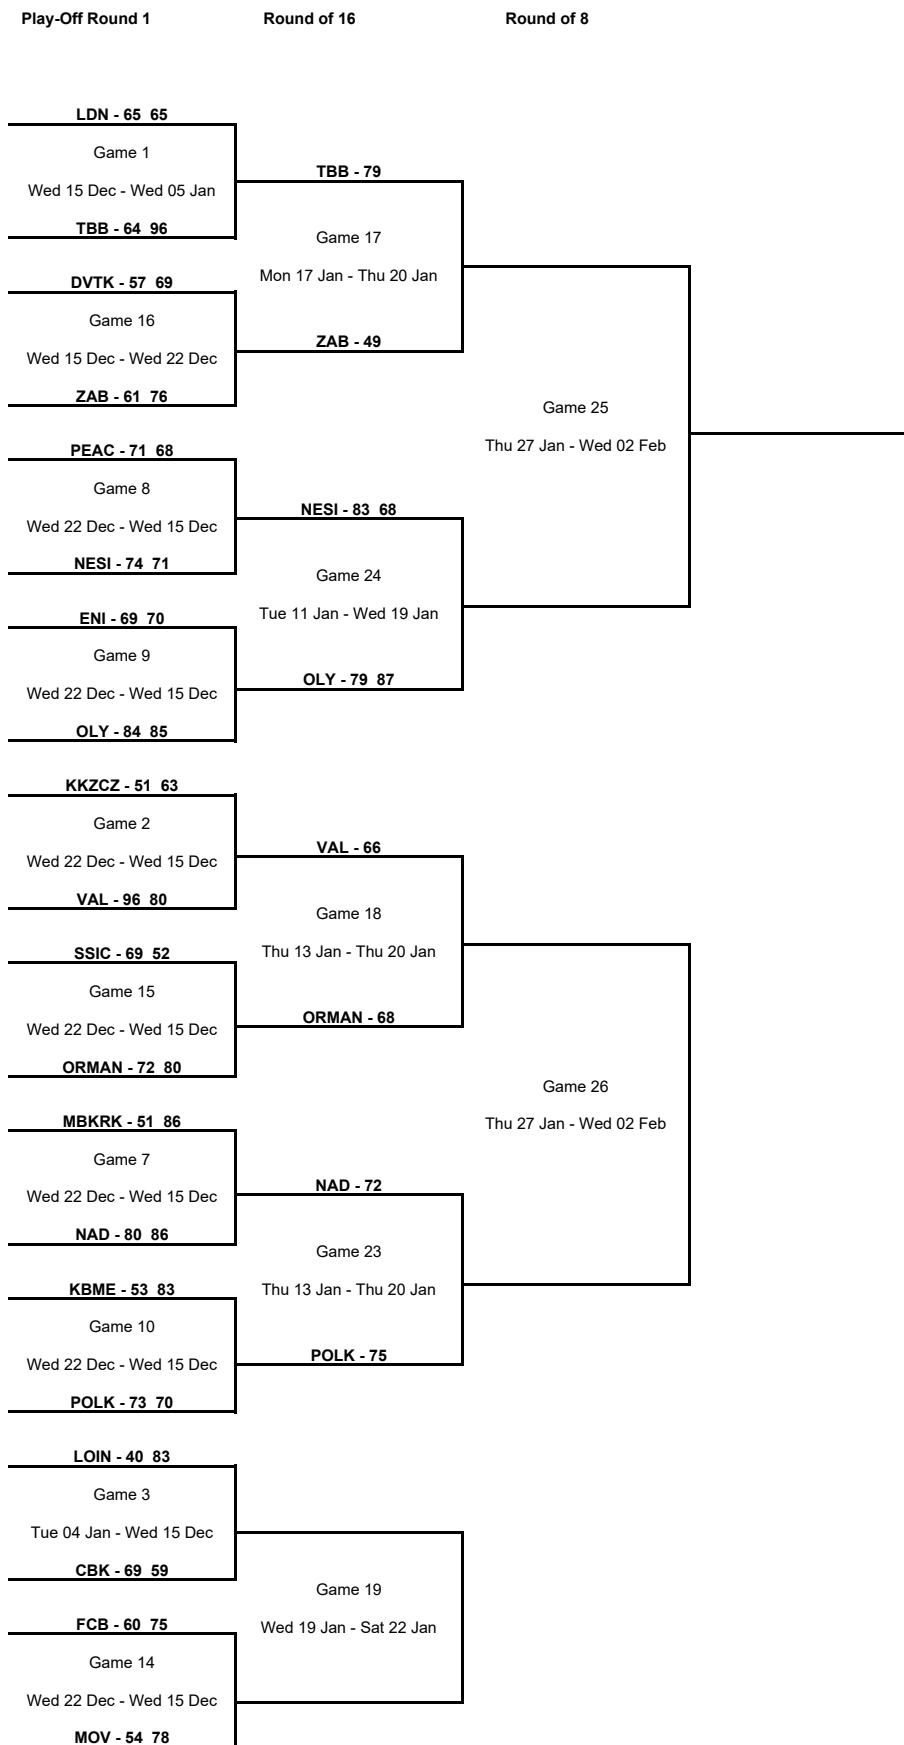 Play-Off Round 1
Round of 16
Round of 8
LDN - 65 65
Game 1
Wed 15 Dec - Wed 05 Jan
TBB - 64 96
DVTK - 57 69
Game 16
Wed 15 Dec - Wed 22 Dec
ZAB - 61 76
PEAC - 71 68
Game 8
Wed 22 Dec - Wed 15 Dec
NESI - 74 71
ENI - 69 70
Game 9
Wed 22 Dec - Wed 15 Dec
OLY - 84 85
KKZCZ - 51 63
Game 2
Wed 22 Dec - Wed 15 Dec
VAL - 96 80
SSIC - 69 52
Game 15
Wed 22 Dec - Wed 15 Dec
ORMAN - 72 80
MBKRK - 51 86
Game 7
Wed 22 Dec - Wed 15 Dec
NAD - 80 86
KBME - 53 83
Game 10
Wed 22 Dec - Wed 15 Dec
POLK - 73 70
LOIN - 40 83
Game 3
Tue 04 Jan - Wed 15 Dec
CBK - 69 59
FCB - 60 75
Game 14
Wed 22 Dec - Wed 15 Dec
MOV - 54 78
TBB - 79
Game 17
Mon 17 Jan - Thu 20 Jan
ZAB - 49
NESI - 83 68
Game 24
Tue 11 Jan - Wed 19 Jan
OLY - 79 87
VAL - 66
Game 18
Thu 13 Jan - Thu 20 Jan
ORMAN - 68
NAD - 72
Game 23
Thu 13 Jan - Thu 20 Jan
POLK - 75
Game 19
Wed 19 Jan - Sat 22 Jan
Game 25
Thu 27 Jan - Wed 02 Feb
Game 26
Thu 27 Jan - Wed 02 Feb